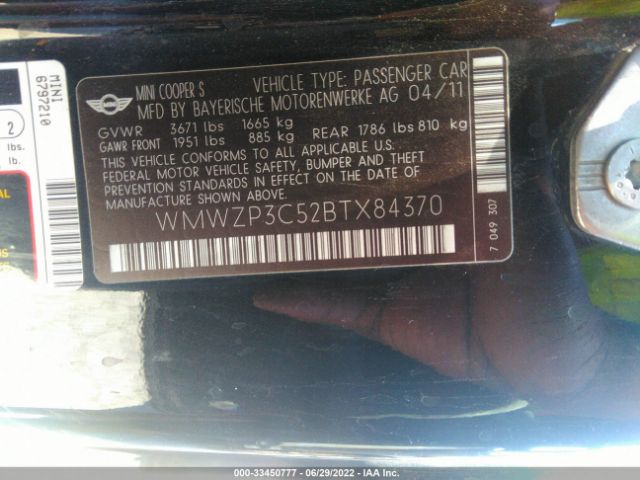 MINI COOPER S VEHICLE TYPE: PASSENGER CAR
MFD BY BAYERISCHE MOTORENWERKE AG 04/11
GVWR 3671 lbs 1665 kg
GAWR FRONT 1951 lbs 885 kg REAR 1786 lbs 810 kg
THIS VEHICLE CONFORMS TO ALL APPLICABLE
FEDERAL MOTOR VEHICLE SAFETY, BUMPER AND THEFT
PREVENTION STANDARDS IN EFFECT ON THE DATE OF
MANUFACTURE SHOWN ABOVE.
WMWZP3C52BTX84370
7 049 307
MINI
6797210
2
lbs.
lb.
000 - 33450777 - 06/29/2022 - IAA Inc.